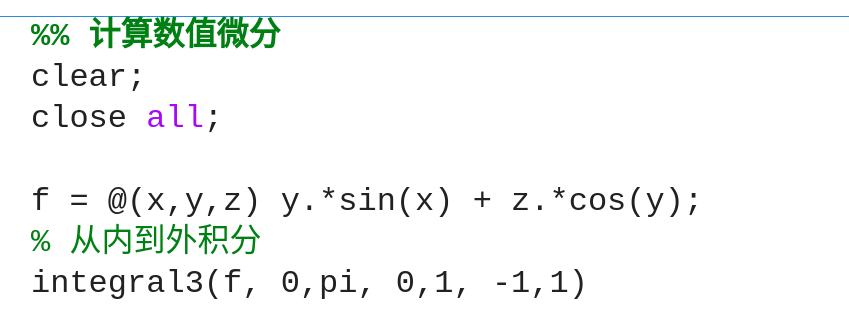 %% 计算数值微分
clear;
close all;
f = @(x,y,z) y.*sin(x) + z.*cos(y);
% 从内到外积分
integral3(f, 0,pi, 0,1, -1,1)